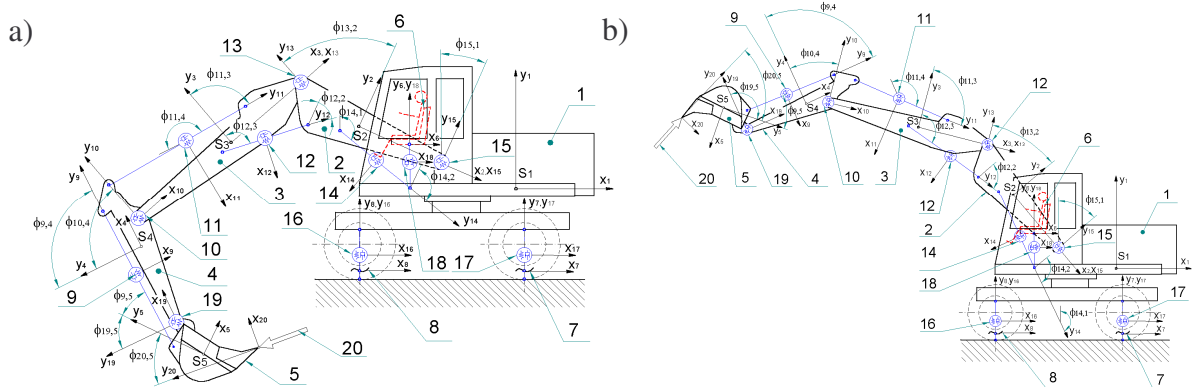 a)
13
φ13,2
6
φ15,1
y13
x3, x13
y3
φ11,3
y11
y2
y6,y18
y1
1
φ12,2
y12
φ14,1
S2
y15
φ11,4
φ12,3
S3
x6
y10
x12
12
2
x14
14
x18
15
x2,x15
S1
x1
φ14,2
y9
x10
3
x11
11
y14
φ9,4
φ10,4
x4
S4
10
y8,y16
y7,y17
16
x16
18
17
x17
y4
x9
x8
x7
9
4
φ9,5
x19
19
8
7
y5
φ19,5
x5
x20
20
y19
φ20,5
S5
y20
5
b)
φ9,4
9
y10
11
y4
φ10,4
y9
y20
y19
φ20,5
φ11,4
φ11,3
y3
12
φ19,5
x4
S5
x18
S4
φ9,5
y5
x9
x10
S3
y11
y13
φ13,2
x20
x5
φ12,3
x3, x13
6
x11
20
5
19
4
10
3
x12
φ12,2
12
y12
y2
S2
y6,y18
y1
2
φ15,1
1
x6
y15
x14
14
x18
15
S1
x1
18
φ14,2
x2,x15
y8,y16
y7,y17
17
16
x16
φ14,1
x17
x8
y14
x7
8
7